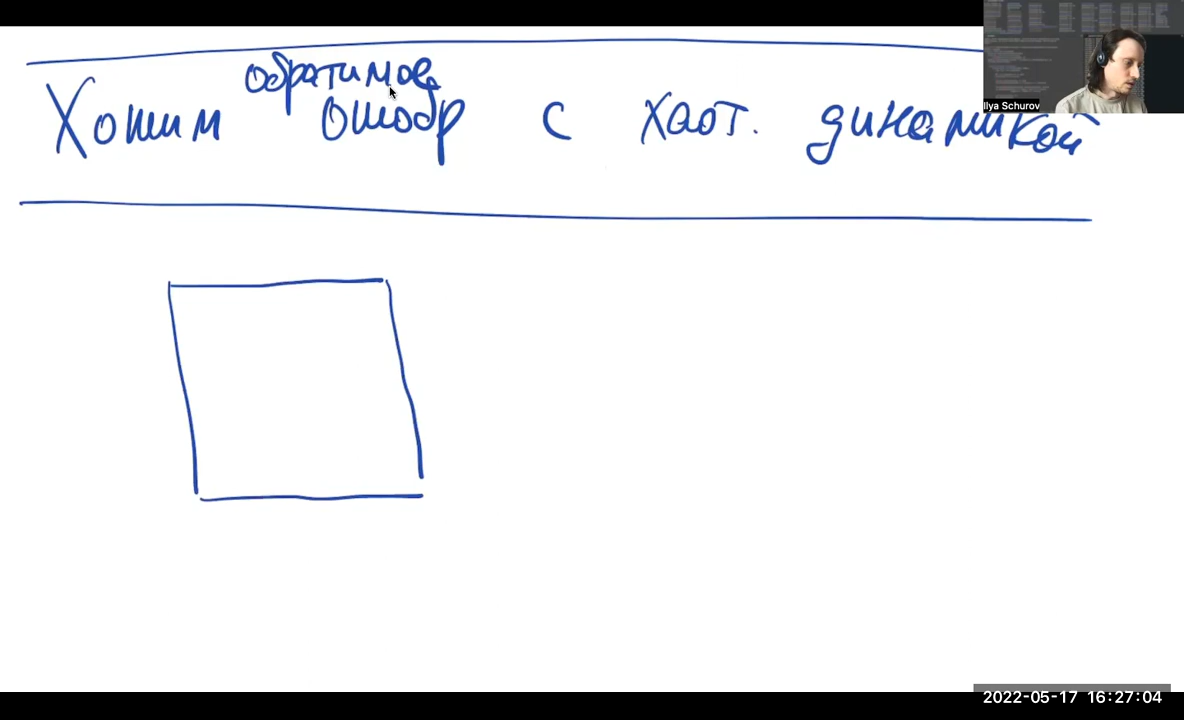 обратимое
Хотим отобр с хаот. динамикой
Ilya Schurov
2022-05-17 16:27:04